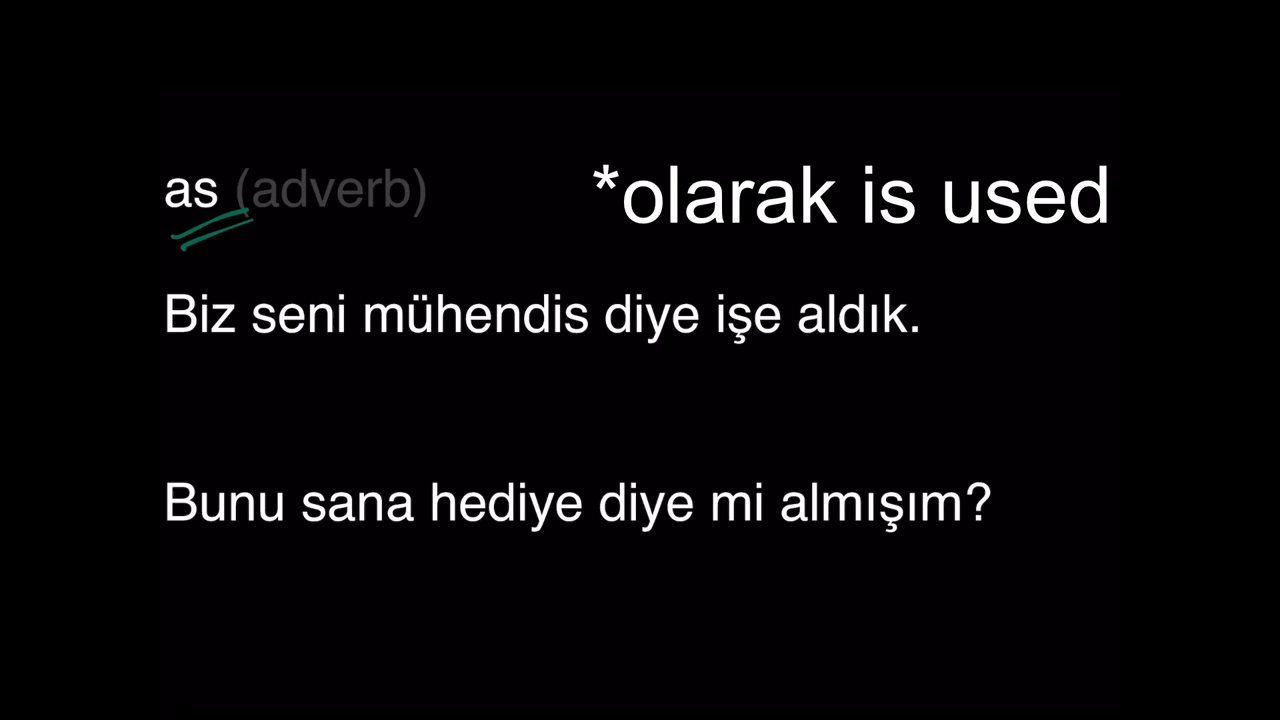 as (adverb)
*olarak is used
Biz seni mühendis diye işe aldık.
Bunu sana hediye diye mi almışım?